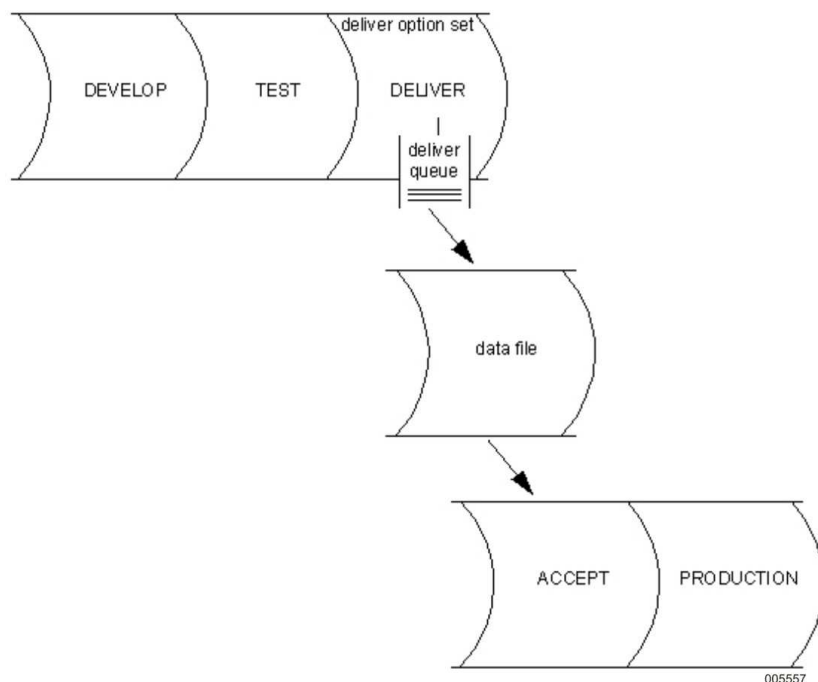 deliver option set
DEVELOP
TEST
DELIVER
deliver
queue
data file
ACCEPT
PRODUCTION
005557